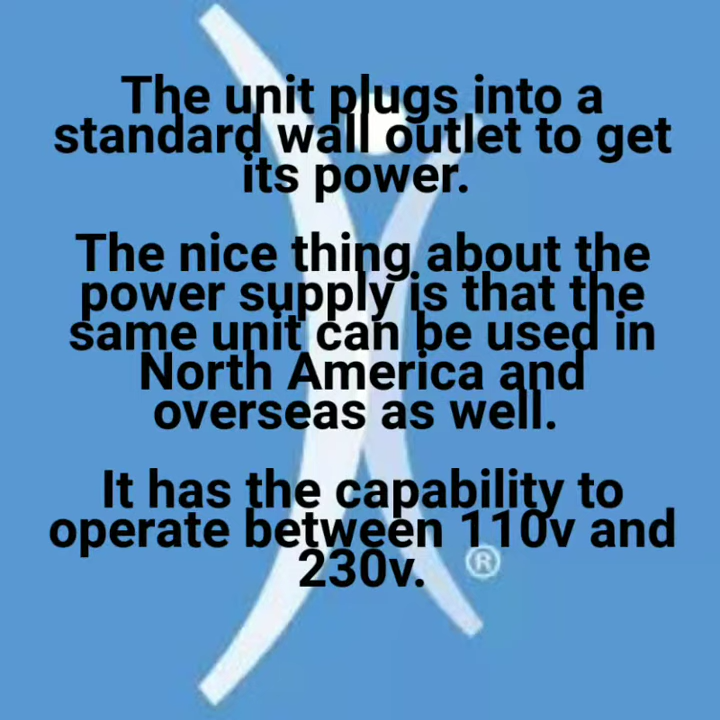 The unit plugs into a
standard wall outlet to get
its power.
The nice thing about the
power supply is that the
same unit can be used in
North America and
overseas as well.
It has the capability to
operate between 110v and
230v.
®